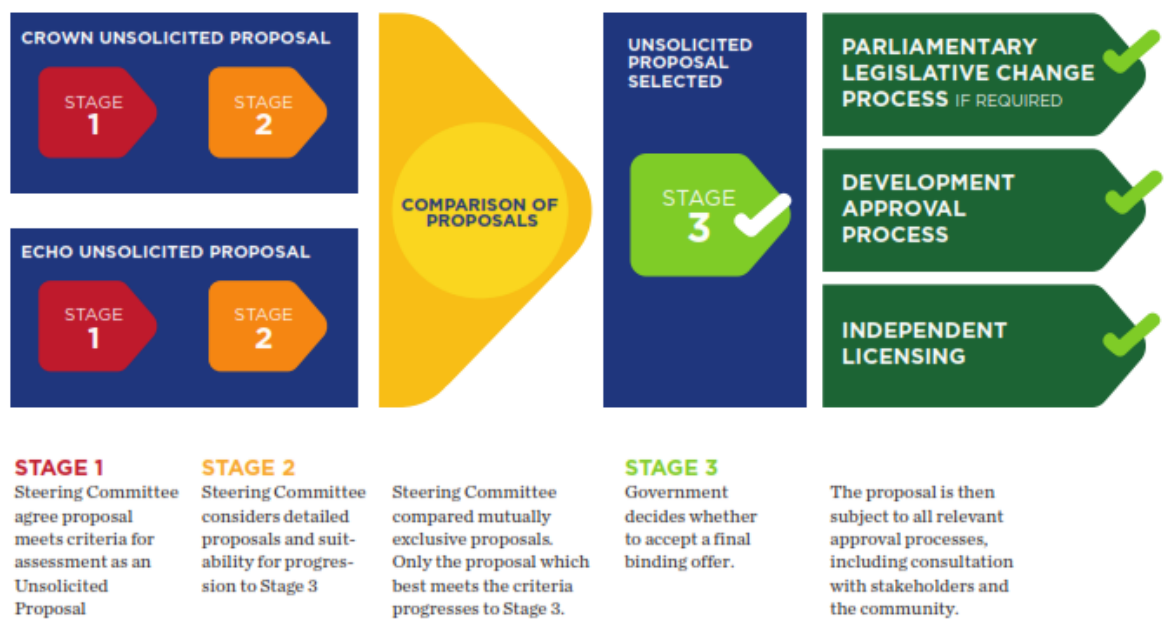 CROWN UNSOLICITED PROPOSAL
STAGE
1
STAGE
2
ECHO UNSOLICITED PROPOSAL
STAGE
1
STAGE
2
COMPARISON OF
PROPOSALS
UNSOLICITED
PROPOSAL
SELECTED
STAGE
3
PARLIAMENTARY
LEGISLATIVE CHANGE
PROCESS IF REQUIRED
DEVELOPMENT
APPROVAL
PROCESS
INDEPENDENT
LICENSING
STAGE 1
Steering Committee
agree proposal
meets criteria for
assessment as an
Unsolicited
Proposal
STAGE 2
Steering Committee
considers detailed
proposals and suit-
ability for progres-
sion to Stage 3
Steering Committee
compared mutually
exclusive proposals.
Only the proposal which
best meets the criteria
progresses to Stage 3.
STAGE 3
Government
decides whether
to accept a final
binding offer.
The proposal is then
subject to all relevant
approval processes,
including consultation
with stakeholders and
the community.